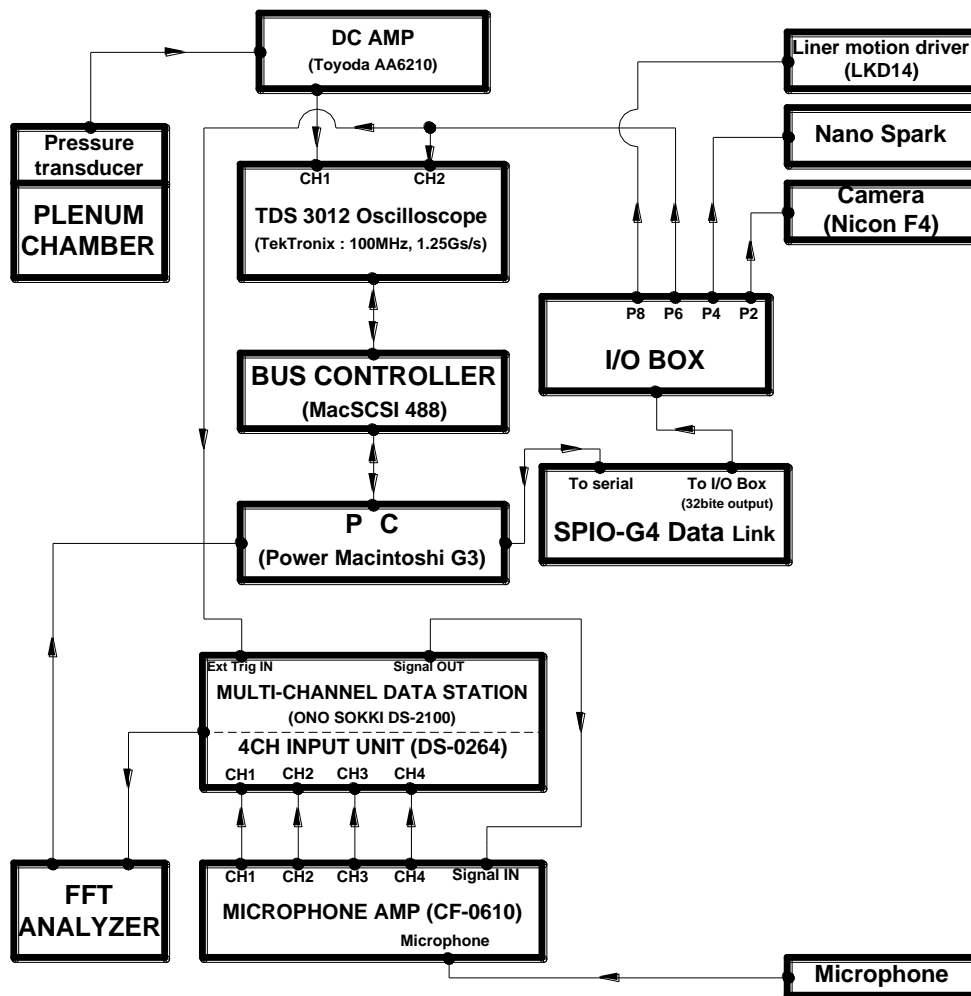 DC AMP
(Toyoda AA6210)
Liner motion driver
(LKD14)
Nano Spark
Pressure
transducer
PLENUM
CHAMBER
CH1
CH2
TDS 3012 Oscilloscope
(TekTronix : 100MHz, 1.25Gs/s)
Camera
(Nicon F4)
P8
P6
P4
P2
I/O BOX
BUS CONTROLLER
(MacSCSI 488)
To serial
To I/O Box
(32bite output)
SPIO-G4 Data Link
P C
(Power Macintoshi G3)
Ext Trig IN
Signal OUT
MULTI-CHANNEL DATA STATION
(ONO SOKKI DS-2100)
4CH INPUT UNIT (DS-0264)
CH1
CH2
CH3
CH4
CH1
CH2
CH3
CH4
Signal IN
MICROPHONE AMP (CF-0610)
Microphone
FFT
ANALYZER
Microphone